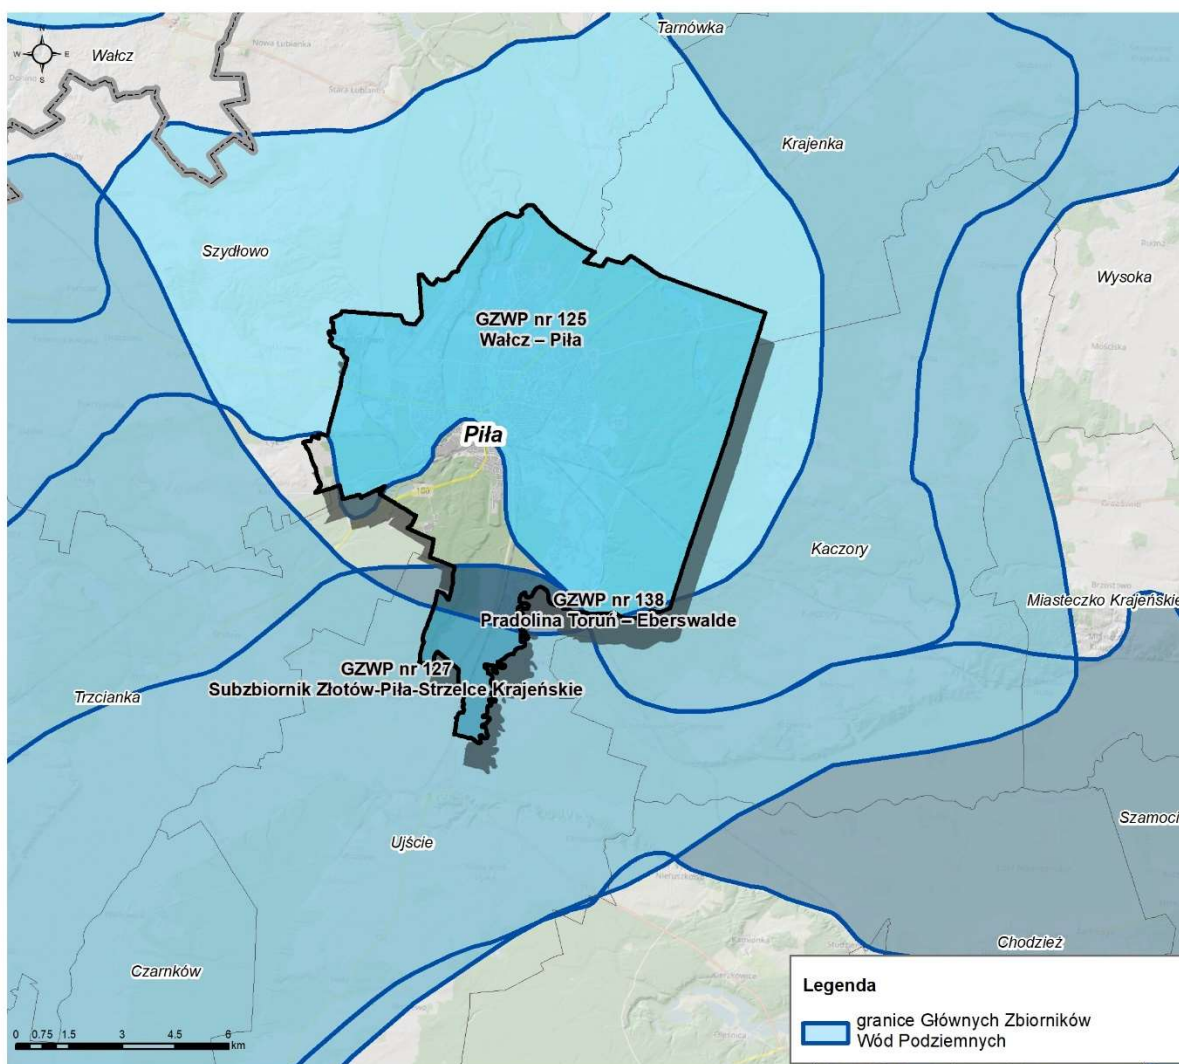 N
W E
S
Wałcz
Tarnówka
Krajenka
Szydłowo
Wysoka
GZWP nr 125
Wałcz – Piła
Piła
Kaczory
GZWP nr 138
Pradolina Toruń – Eberswalde
Miasteczko Krajeńskie
GZWP nr 127
Subzbiornik Złotów-Piła-Strzelce Krajeńskie
Trzcianka
Ujście
Szamoci
Chodzież
Czarnków
Legenda
granice Głównych Zbiorników
Wód Podziemnych
0 0.75 1.5 3 4.5 6
km